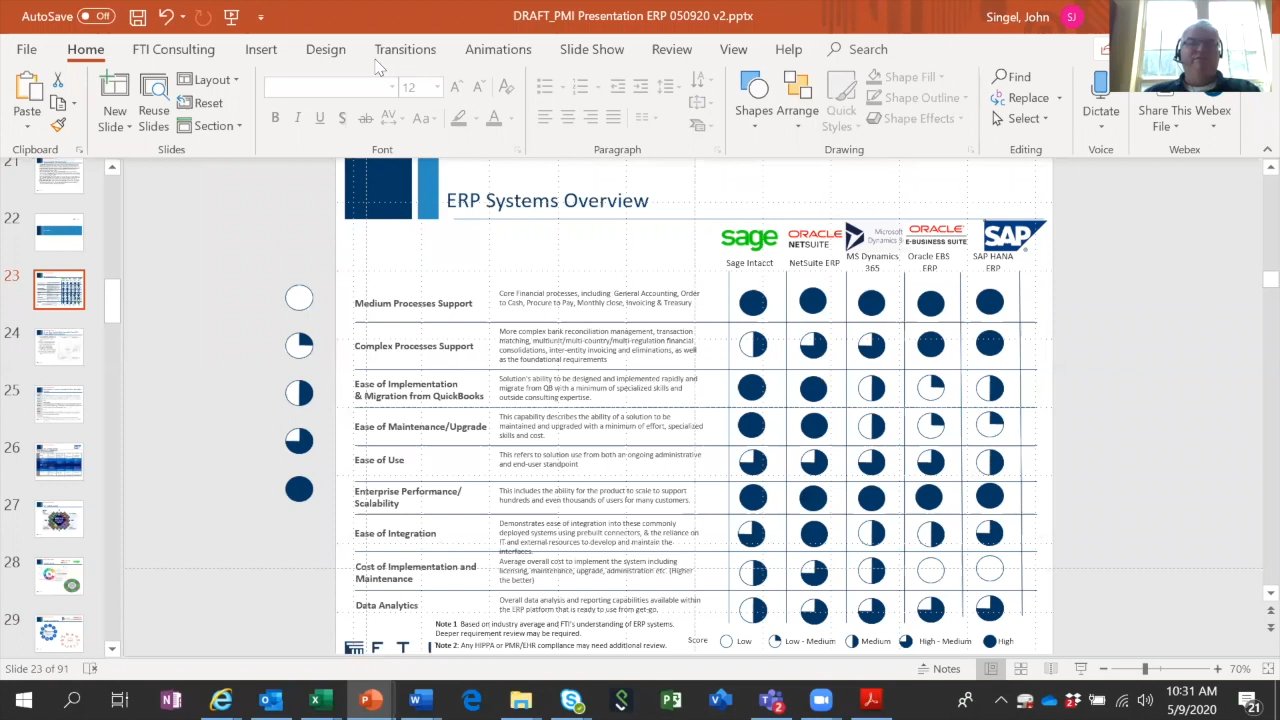 AutoSave Off
DRAFT_PMI Presentation ERP 050920 v2.pptx
Singel, John SJ
File Home FTI Consulting Insert Design Transitions Animations Slide Show Review View Help Search
Paste
New
Slide
Reuse
Slides
Layout
Reset
Section
12
Shapes
Arrange
Quick
Styles
Shape Fill
Shape Outline
Shape Effects
Find
Replace
Select
Dictate
Share This Webex
File
Clipboard Slides Font Paragraph Drawing Editing Voice Webex
21
22
23
24
25
26
27
28
29
ERP Systems Overview
sage
ORACLE
NETSUITE
Microsoft
Dynamics
ORACLE
E-BUSINESS SUITE
SAP
Sage Intacct
NetSuite ERP
MS Dynamics
365
Oracle EBS
ERP
SAP HANA
ERP
Medium Processes Support
Core Financial processes, including General Accounting, Order
to Cash, Procure to Pay, Monthly close, Invoicing & Treasury
Complex Processes Support
More complex bank reconciliation management, transaction
matching, multiunit/multi-country/multi-regulation financial
consolidations, inter-entity invoicing and eliminations, as well
as the foundational requirements
Ease of Implementation
& Migration from QuickBooks
Solution's ability to be designed and implemented rapidly and
migrate from QB with a minimum of specialized skills and
outside consulting expertise.
Ease of Maintenance/Upgrade
This capability describes the ability of a solution to be
maintained and upgraded with a minimum of effort, specialized
skills and cost.
Ease of Use
This refers to solution use from both an ongoing administrative
and end-user standpoint
Enterprise Performance/
Scalability
This includes the ability for the product to scale to support
hundreds and even thousands of users for many customers.
Ease of Integration
Demonstrates ease of integration into these commonly
deployed systems using prebuilt connectors, & the reliance on
IT and external resources to develop and maintain the
interfaces.
Cost of Implementation and
Maintenance
Average overall cost to implement the system including
licensing, maintenance, upgrade, administration etc. (Higher
the better)
Data Analytics
Overall data analysis and reporting capabilities available within
the ERP platform that is ready to use from get-go.
Note 1 Based on industry average and FTI's understanding of ERP systems.
Deeper requirement review may be required.
Note 2: Any HIPPA or PMR/EHR compliance may need additional review.
F T I
Score Low Low - Medium Medium High - Medium High
Slide 23 of 91
Notes
70%
10:31 AM
5/9/2020
21